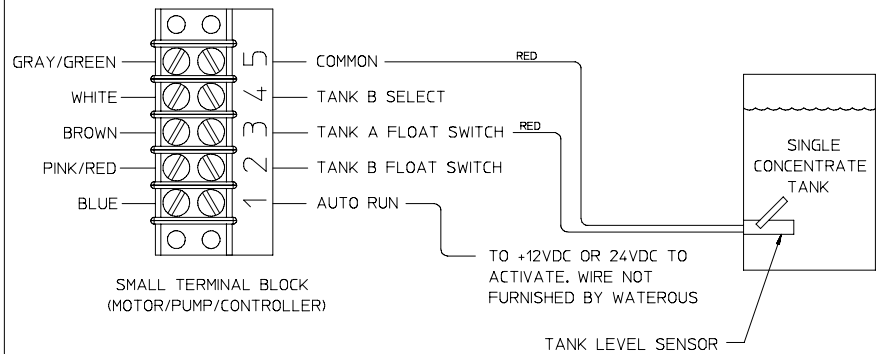 GRAY/GREEN 5 COMMON RED
WHITE 4 TANK B SELECT
BROWN 3 TANK A FLOAT SWITCH RED
PINK/RED 2 TANK B FLOAT SWITCH
BLUE 1 AUTO RUN
SINGLE
CONCENTRATE
TANK
TO +12VDC OR 24VDC TO
ACTIVATE. WIRE NOT
FURNISHED BY WATEROUS
SMALL TERMINAL BLOCK
(MOTOR/PUMP/CONTROLLER)
TANK LEVEL SENSOR